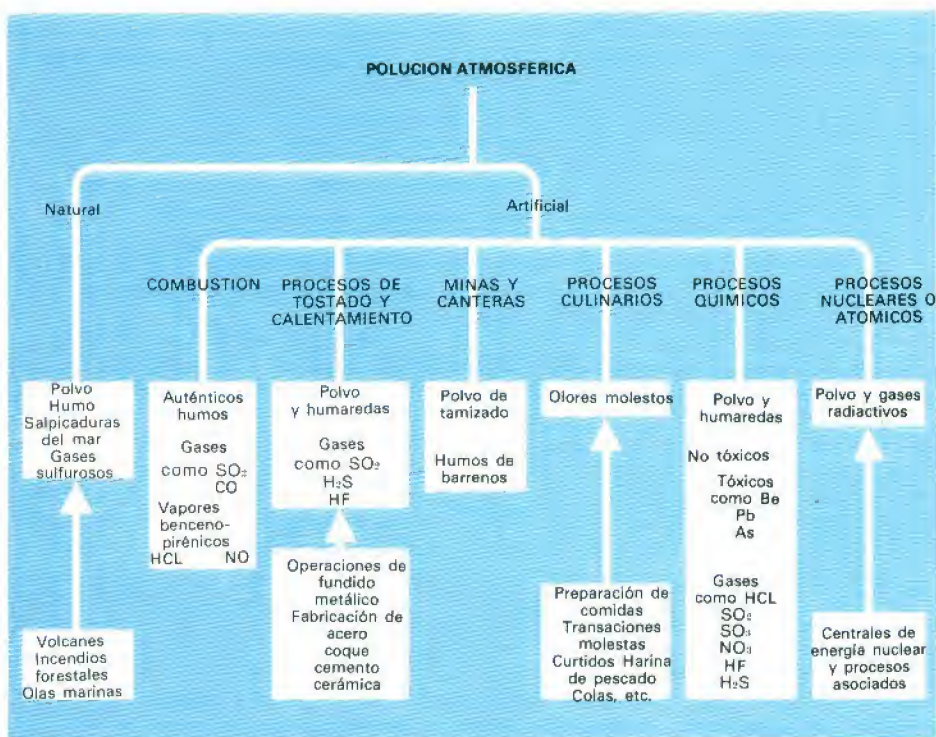 POLUCION ATMOSFERICA
Natural
Artificial
COMBUSTION
PROCESOS DE
TOSTADO Y
CALENTAMIENTO
MINAS Y
CANTERAS
PROCESOS
CULINARIOS
PROCESOS
QUIMICOS
PROCESOS
NUCLEARES O
ATOMICOS
Polvo
Humo
Salpicaduras
del mar
Gases
sulfurosos
Volcanes
Incendios
forestales
Olas marinas
Auténticos
humos
Gases
como SO₂
CO
Vapores
benceno-
pirénicos
HCL NO
Polvo
y humaredas
Gases
como SO₂
H₂S
HF
Operaciones de
fundido
metálico
Fabricación de
acero
coque
cemento
cerámica
Polvo de
tamizado
Humos de
barrenos
Olores molestos
Preparación de
comidas
Transaciones
molestas
Curtidos Harina
de pescado
Colas, etc.
Polvo y
humaredas
No tóxicos
Tóxicos
como Be
Pb
As
Gases
como HCL
SO₂
SO₃
NO₃
HF
H₂S
Polvo y gases
radiactivos
Centrales de
energía nuclear
y procesos
asociados